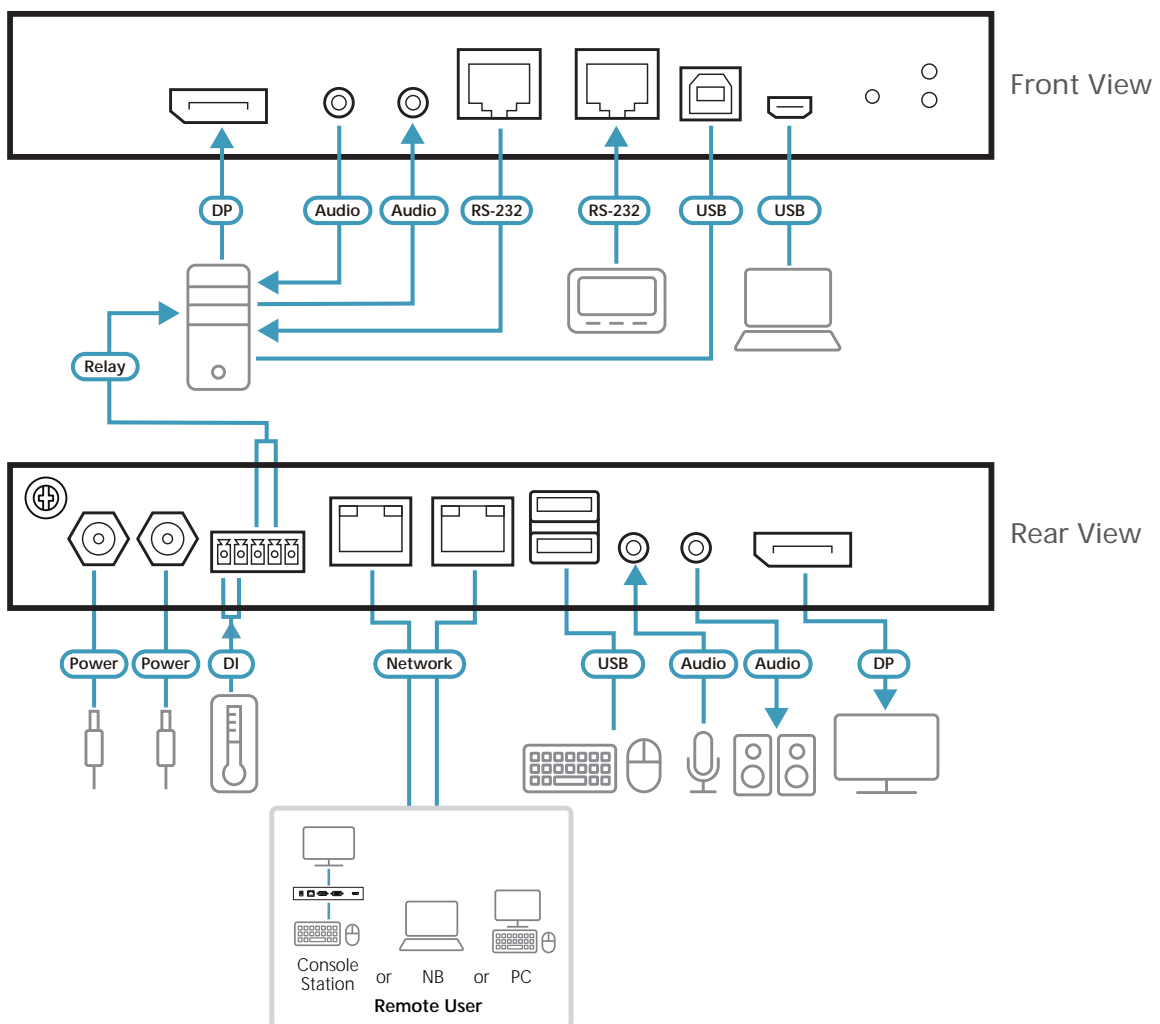 Front View
DP
Audio
Audio
RS-232
RS-232
USB
USB
Relay
Rear View
Power
Power
DI
Network
USB
Audio
Audio
DP
Console
Station
or
NB
or
PC
Remote User